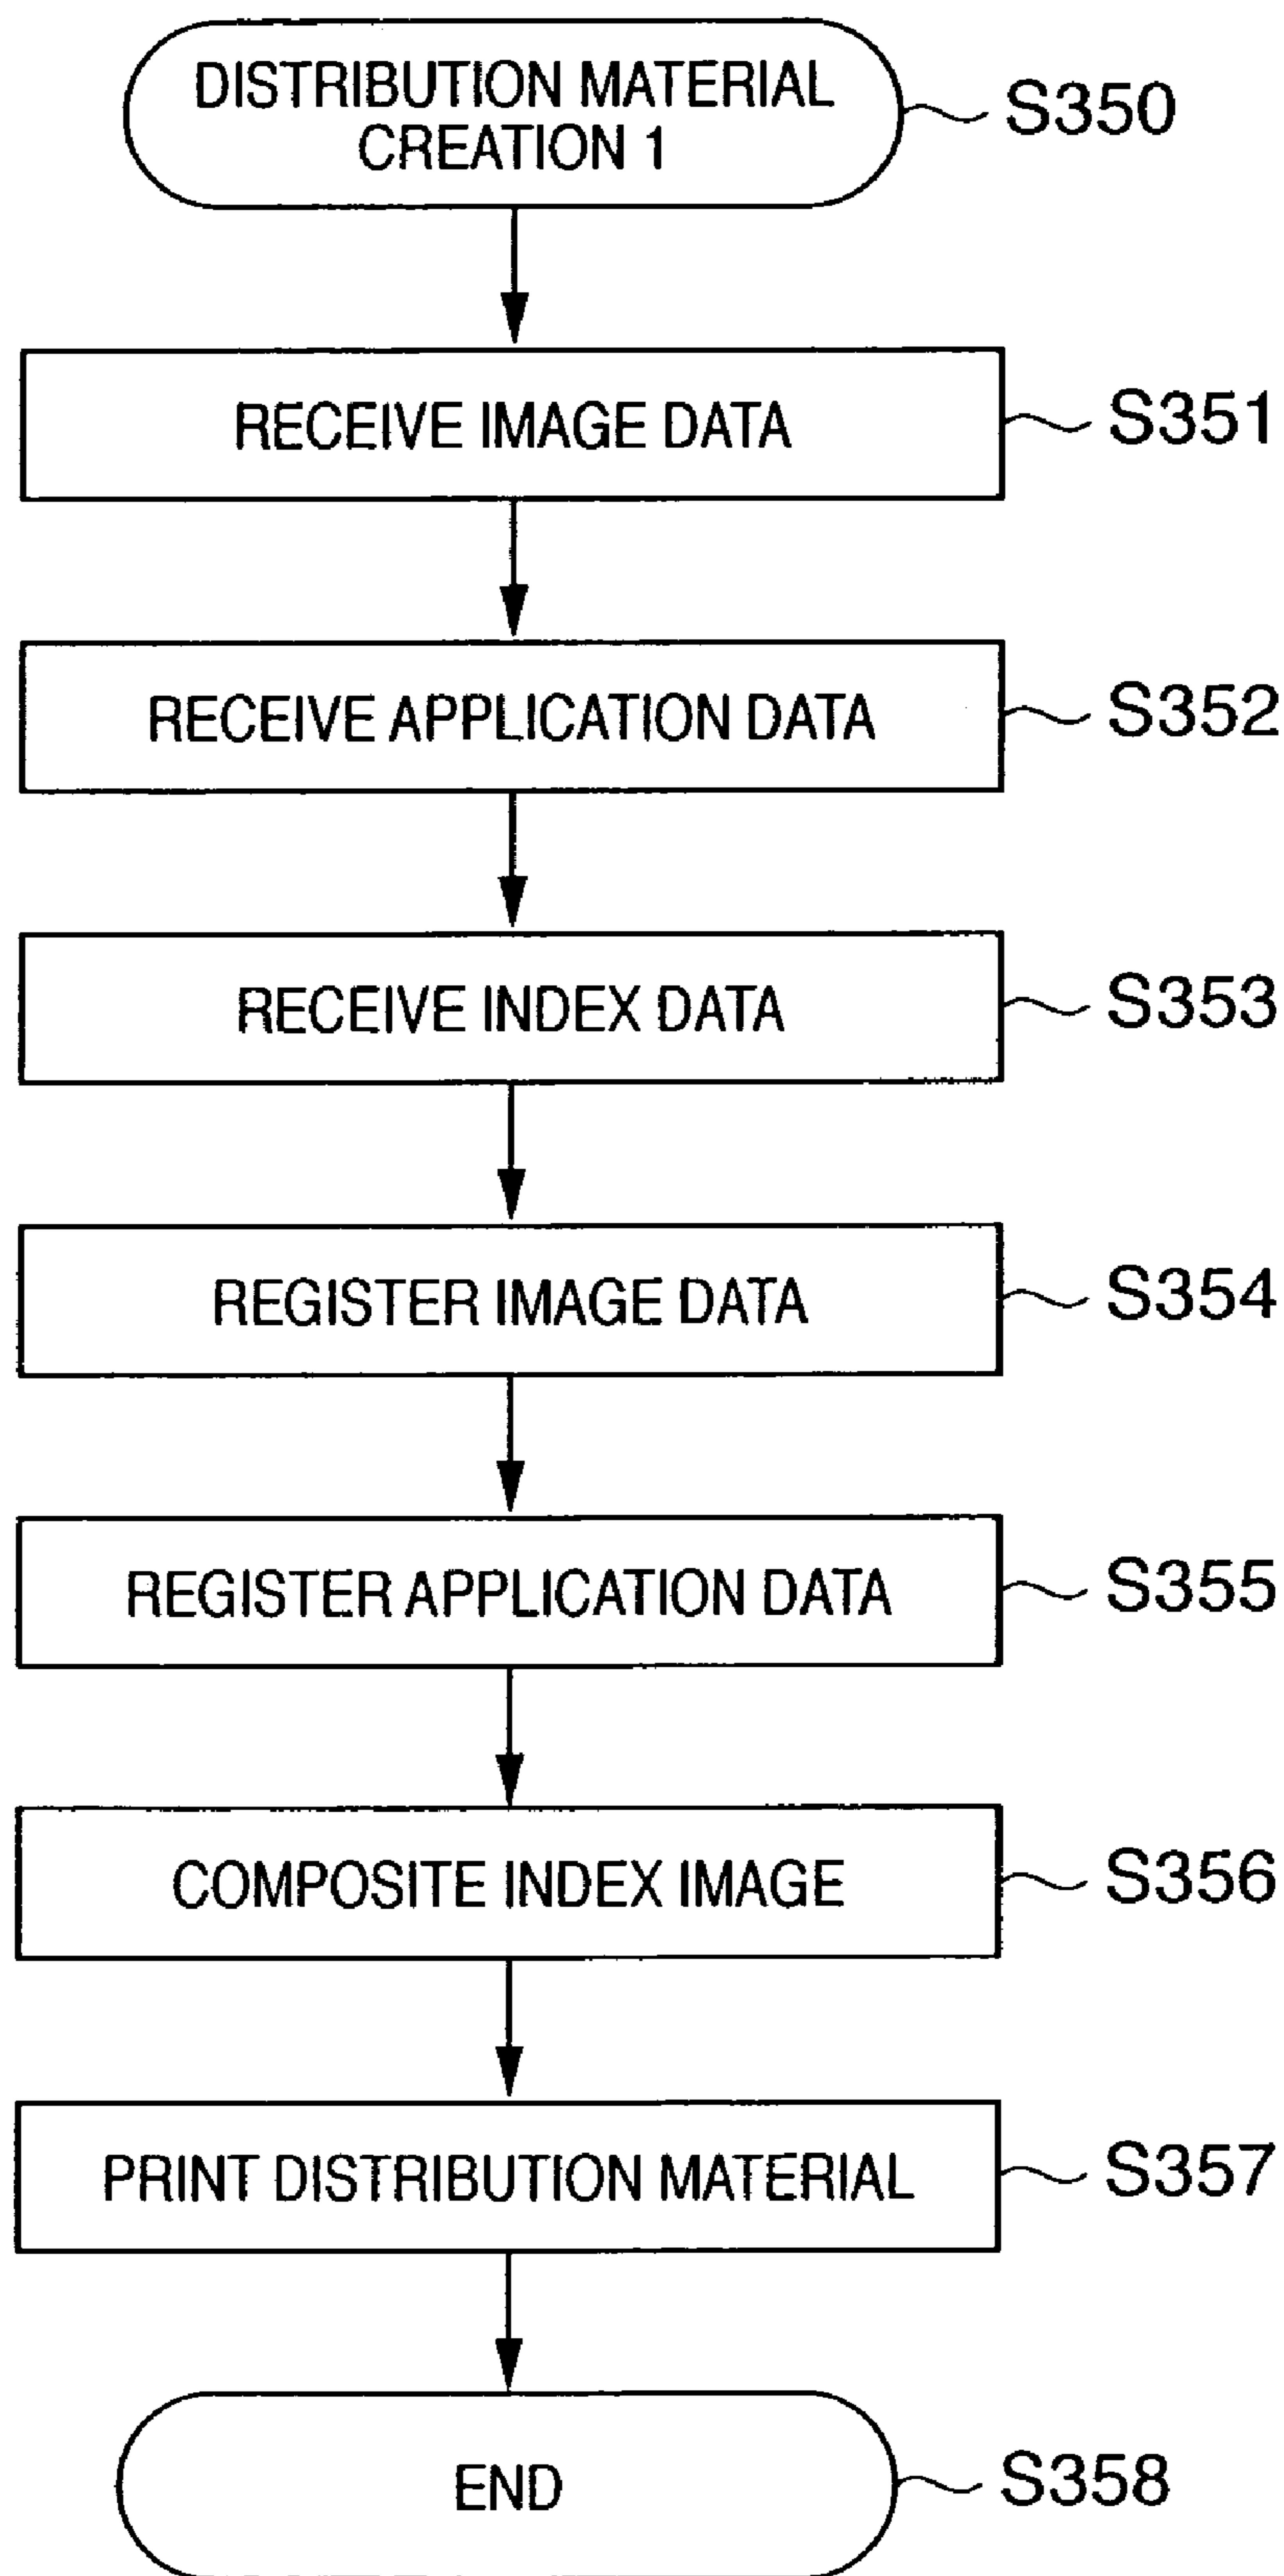 DISTRIBUTION MATERIAL
CREATION 1
S350
RECEIVE IMAGE DATA
S351
RECEIVE APPLICATION DATA
S352
RECEIVE INDEX DATA
S353
REGISTER IMAGE DATA
S354
REGISTER APPLICATION DATA
S355
COMPOSITE INDEX IMAGE
S356
PRINT DISTRIBUTION MATERIAL
S357
END
S358